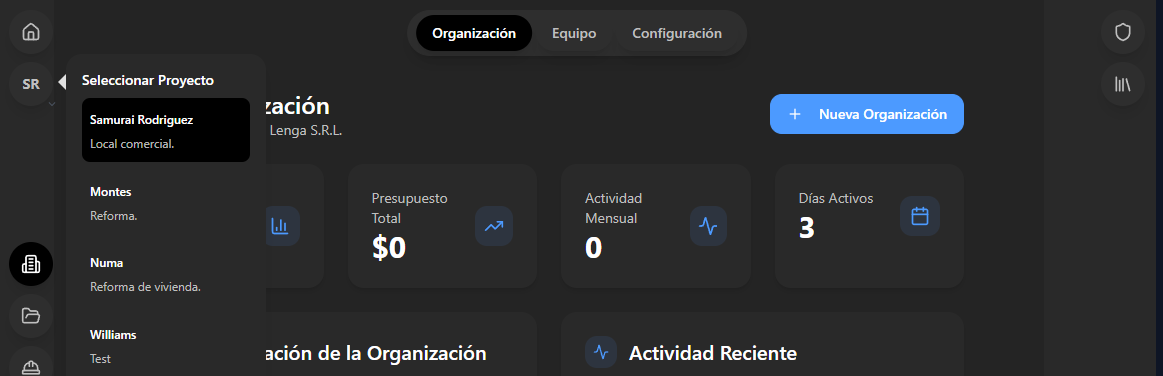 Organización
Equipo
Configuración
SR
Seleccionar Proyecto
Samurai Rodriguez
Local comercial.
Montes
Reforma.
Numa
Reforma de vivienda.
Williams
Test
zación
Lenga S.R.L.
Nueva Organización
Presupuesto
Total
$0
Actividad
Mensual
0
Días Activos
3
ación de la Organización
Actividad Reciente